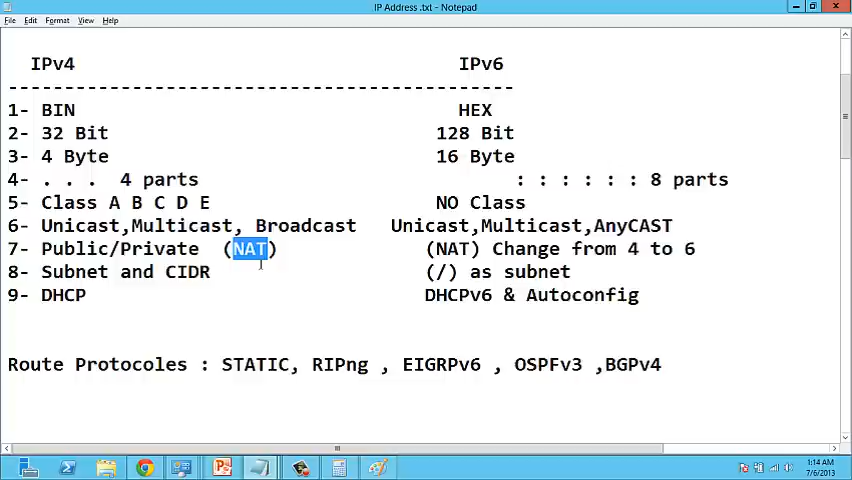 IP Address .txt - Notepad
File Edit Format View Help
IPv4 IPv6
---------------------------------------------
1- BIN HEX
2- 32 Bit 128 Bit
3- 4 Byte 16 Byte
4- . . . 4 parts : : : : : : 8 parts
5- Class A B C D E NO Class
6- Unicast,Multicast, Broadcast Unicast,Multicast,AnyCAST
7- Public/Private (NAT) (NAT) Change from 4 to 6
8- Subnet and CIDR (/) as subnet
9- DHCP DHCPv6 & Autoconfig
Route Protocoles : STATIC, RIPng , EIGRPv6 , OSPFv3 ,BGPv4
1:14 AM
7/6/2013